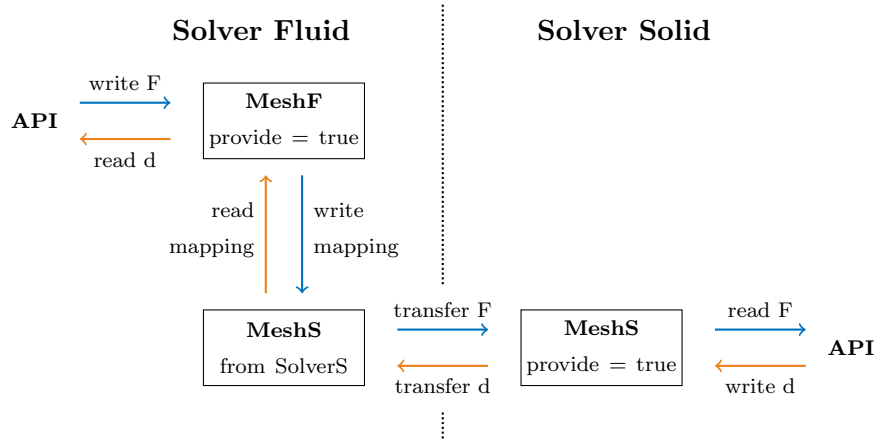 Solver Fluid
Solver Solid
write F
API
read d
MeshF
provide = true
read
mapping
write
mapping
MeshS
from SolverS
transfer F
transfer d
MeshS
provide = true
read F
API
write d